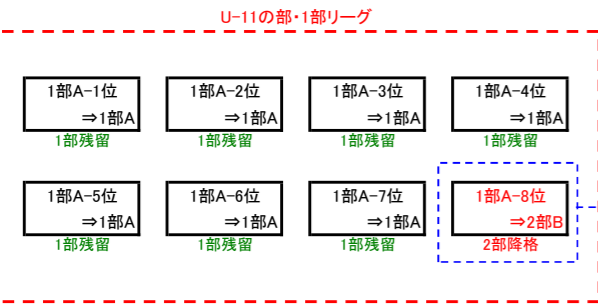 U-11の部・1部リーグ
1部A-1位 1部A-2位 1部A-3位 1部A-4位
⇒1部A ⇒1部A ⇒1部A ⇒1部A
1部残留 1部残留 1部残留 1部残留
1部A-5位 1部A-6位 1部A-7位 1部A-8位
⇒1部A ⇒1部A ⇒1部A ⇒2部B
1部残留 1部残留 1部残留 2部降格